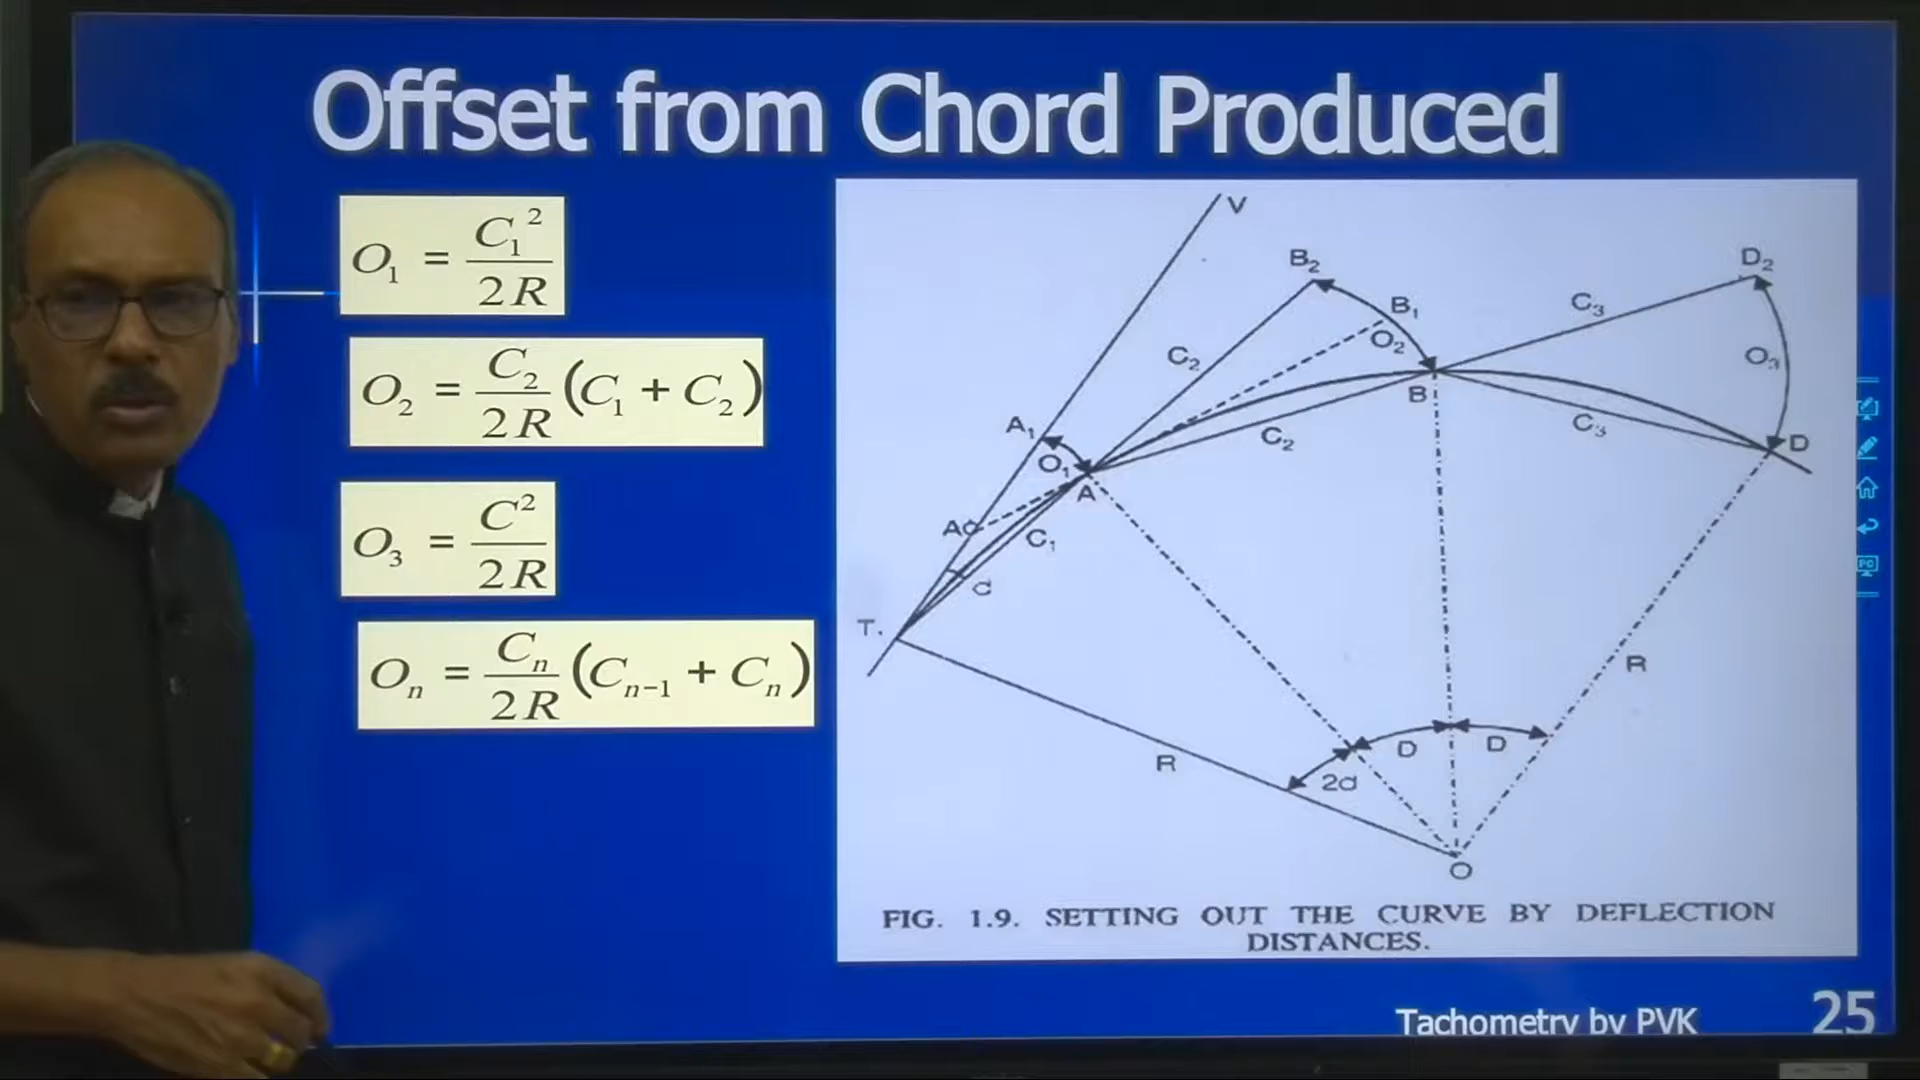 Offset from Chord Produced
O₁ = C₁² / 2R
O₂ = C₂ / 2R (C₁ + C₂)
O₃ = C² / 2R
Oₙ = Cₙ / 2R (Cₙ₋₁ + Cₙ)
V
B₂
D₂
B₁
C₃
O₂
O₃
C₂
B
A₁
C₂
C₃
D
O₁
A
A
C₁
d
T.
R
R
D
D
2d
O
FIG. 1.9. SETTING OUT THE CURVE BY DEFLECTION
DISTANCES.
Tachometry by PVK
25
PC